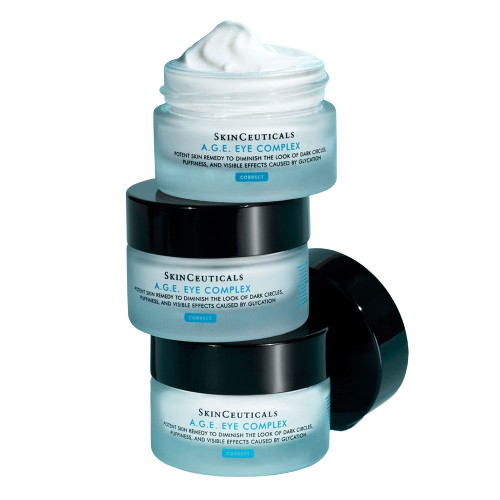 SKINCEUTICALS
A.G.E. EYE COMPLEX
POTENT SKIN REMEDY TO DIMINISH THE LOOK OF DARK CIRCLES,
PUFFINESS, AND VISIBLE EFFECTS CAUSED BY GLYCATION
CORRECT
SKINCEUTICALS
A.G.E. EYE COMPLEX
POTENT SKIN REMEDY TO DIMINISH THE LOOK OF DARK CIRCLES,
PUFFINESS, AND VISIBLE EFFECTS CAUSED BY GLYCATION
CORRECT
SKINCEUTICALS
A.G.E. EYE COMPLEX
POTENT SKIN REMEDY TO DIMINISH THE LOOK OF DARK CIRCLES,
PUFFINESS, AND VISIBLE EFFECTS CAUSED BY GLYCATION
CORRECT